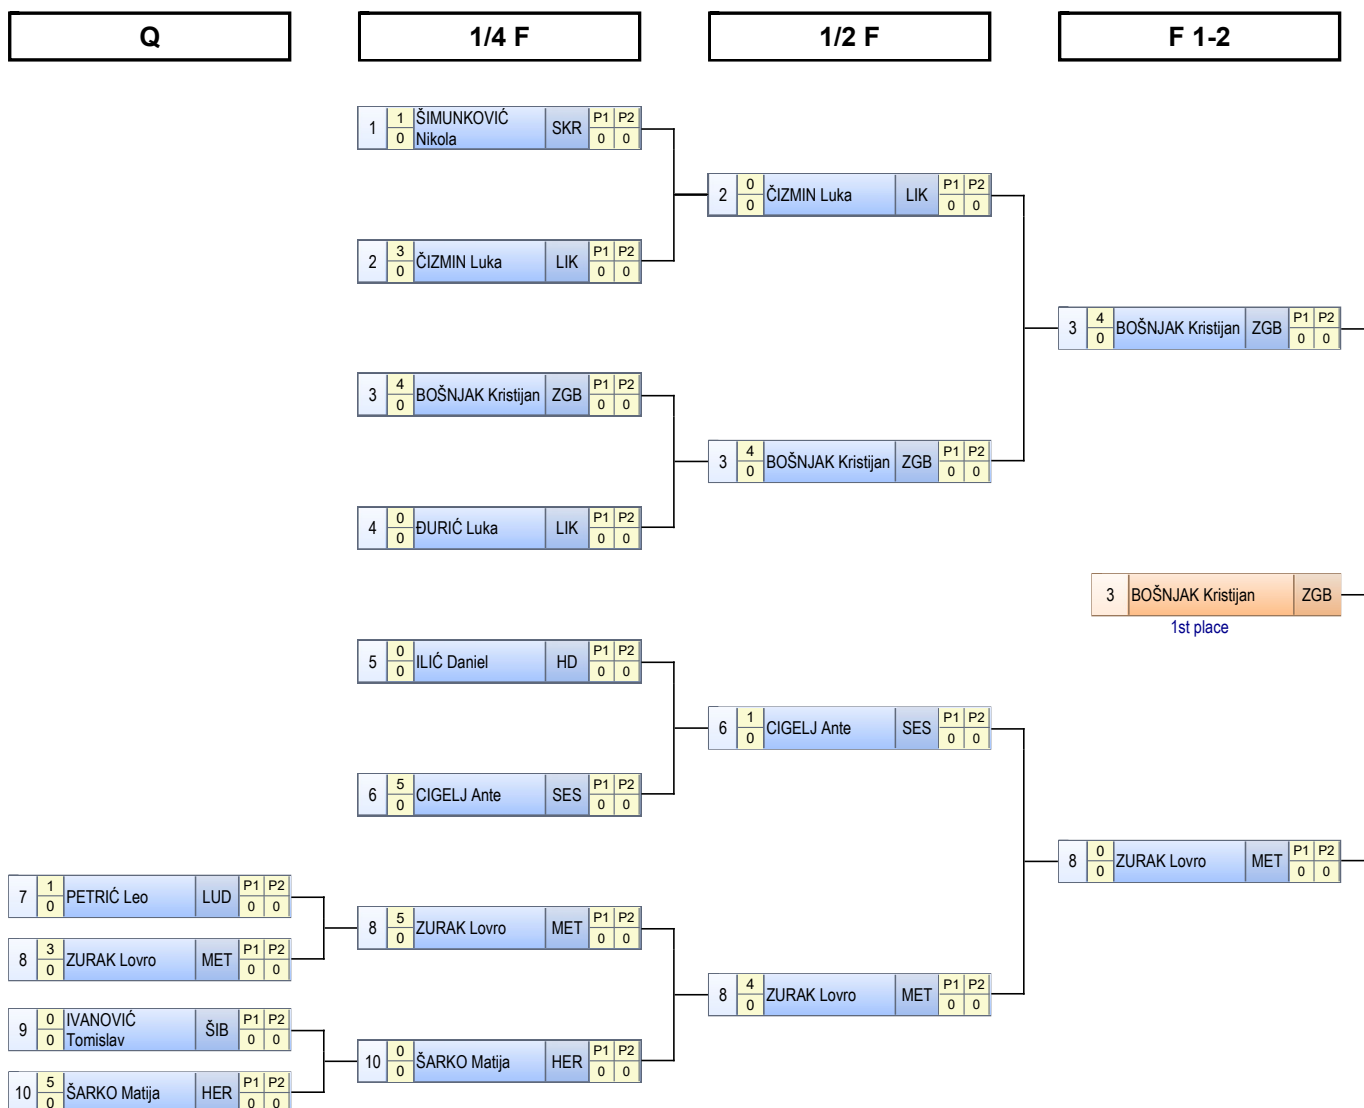 Q
1/4 F
1/2 F
F 1-2
1 1 ŠIMUNKOVIĆ SKR P1 P2
0 Nikola 0 0
2 0 ČIZMIN Luka LIK P1 P2
0 0 0
2 3 ČIZMIN Luka LIK P1 P2
0 0 0
3 4 BOŠNJAK Kristijan ZGB P1 P2
0 0 0
3 4 BOŠNJAK Kristijan ZGB P1 P2
0 0 0
3 4 BOŠNJAK Kristijan ZGB P1 P2
0 0 0
4 0 ĐURIĆ Luka LIK P1 P2
0 0 0
3 BOŠNJAK Kristijan ZGB
1st place
5 0 ILIĆ Daniel HD P1 P2
0 0 0
6 1 CIGELJ Ante SES P1 P2
0 0 0
6 5 CIGELJ Ante SES P1 P2
0 0 0
8 0 ZURAK Lovro MET P1 P2
0 0 0
7 1 PETRIĆ Leo LUD P1 P2
0 0 0
8 5 ZURAK Lovro MET P1 P2
0 0 0
8 3 ZURAK Lovro MET P1 P2
0 0 0
8 4 ZURAK Lovro MET P1 P2
0 0 0
9 0 IVANOVIĆ ŠIB P1 P2
0 Tomislav 0 0
10 0 ŠARKO Matija HER P1 P2
0 0 0
10 5 ŠARKO Matija HER P1 P2
0 0 0